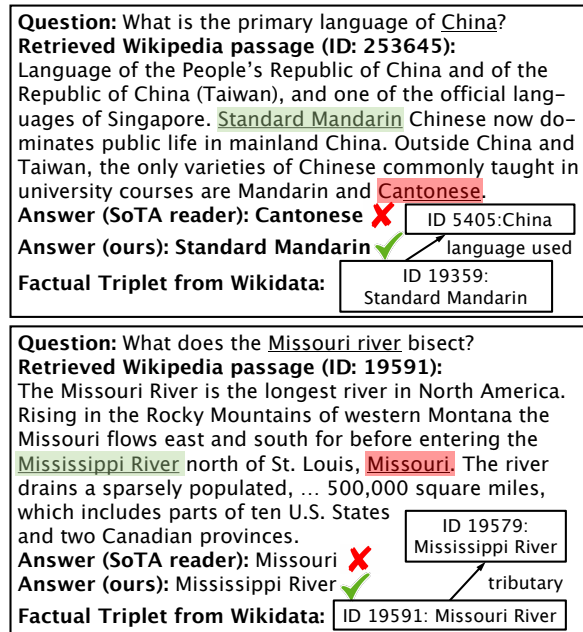 Question: What is the primary language of China?
Retrieved Wikipedia passage (ID: 253645):
Language of the People's Republic of China and of the
Republic of China (Taiwan), and one of the official lang-
uages of Singapore. Standard Mandarin Chinese now do-
minates public life in mainland China. Outside China and
Taiwan, the only varieties of Chinese commonly taught in
university courses are Mandarin and Cantonese.
Answer (SoTA reader): Cantonese
ID 5405:China
Answer (ours): Standard Mandarin
language used
Factual Triplet from Wikidata:
ID 19359:
Standard Mandarin
Question: What does the Missouri river bisect?
Retrieved Wikipedia passage (ID: 19591):
The Missouri River is the longest river in North America.
Rising in the Rocky Mountains of western Montana the
Missouri flows east and south for before entering the
Mississippi River north of St. Louis, Missouri. The river
drains a sparsely populated, ... 500,000 square miles,
which includes parts of ten U.S. States
and two Canadian provinces.
ID 19579:
Mississippi River
Answer (SoTA reader): Missouri
Answer (ours): Mississippi River
tributary
Factual Triplet from Wikidata:
ID 19591: Missouri River